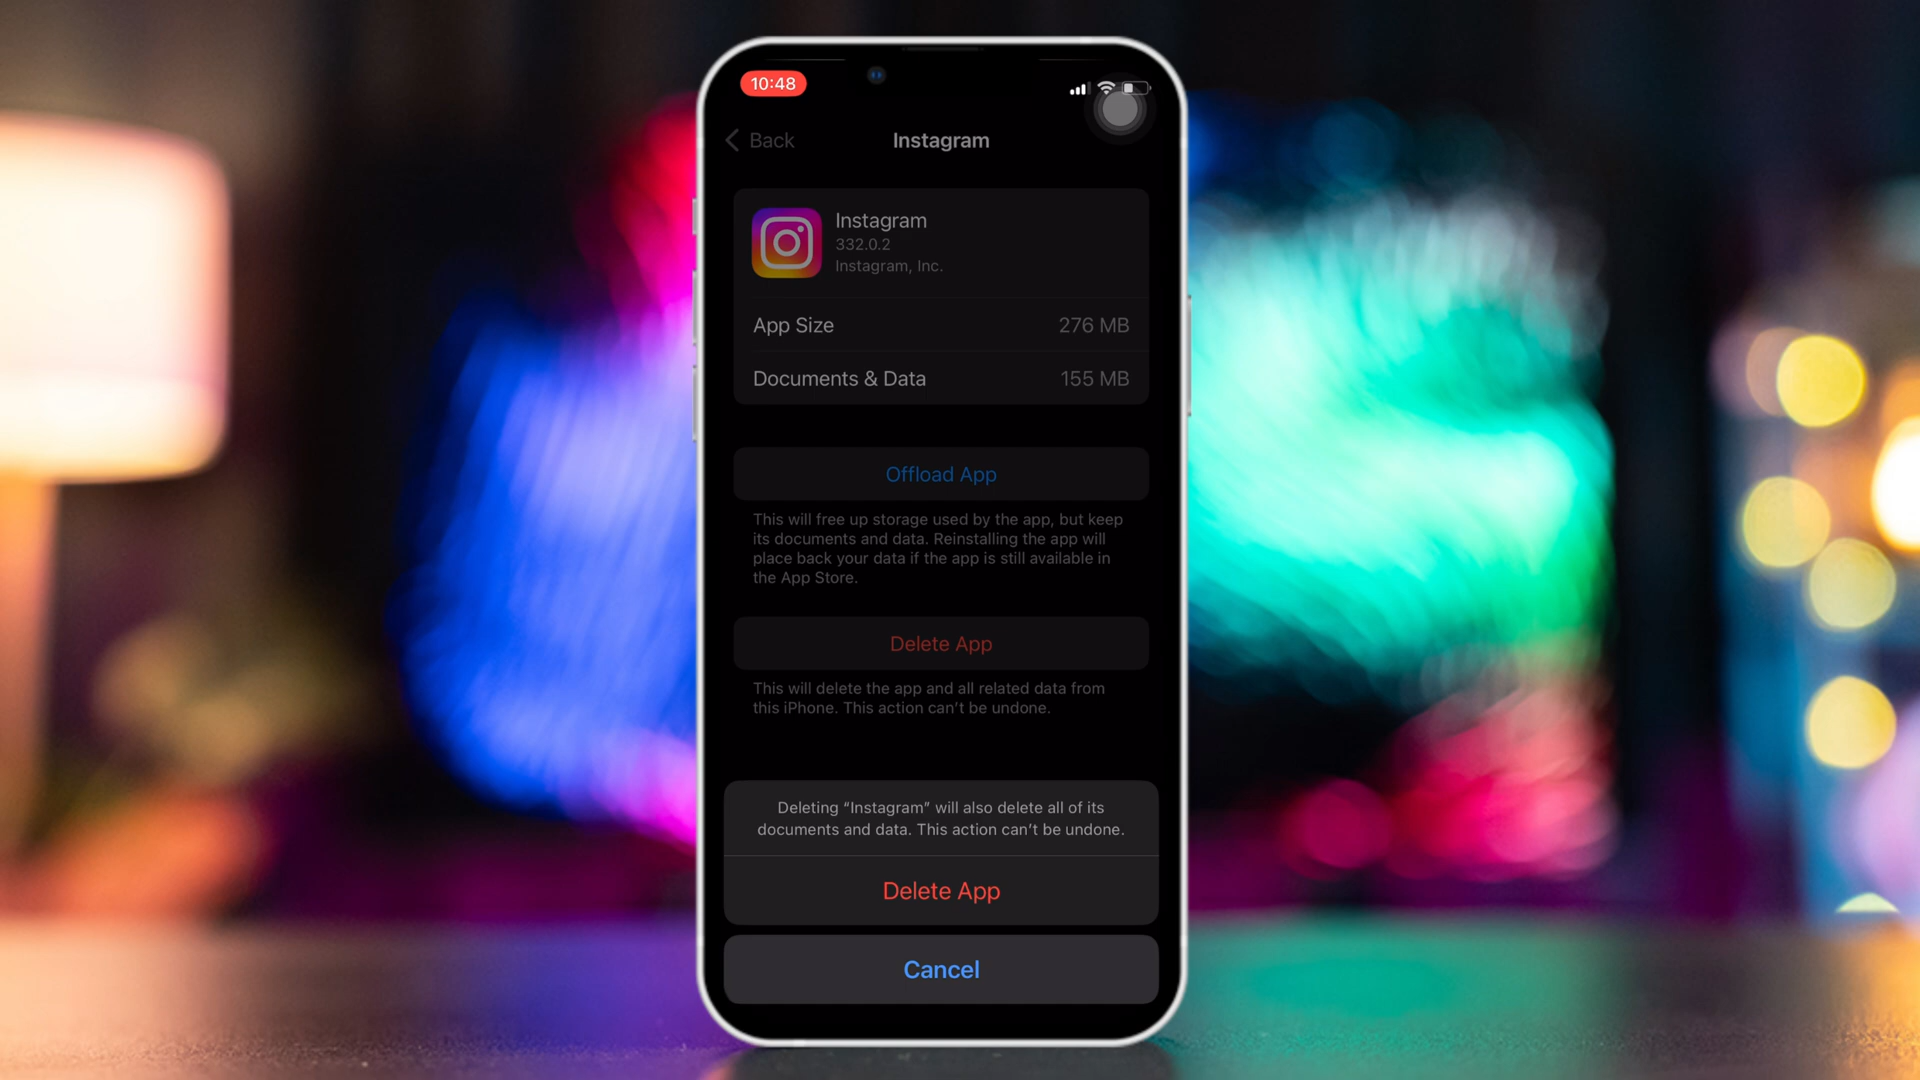 10:48
Back
Instagram
Instagram
332.0.2
Instagram, Inc.
App Size 276 MB
Documents & Data 155 MB
Offload App
This will free up storage used by the app, but keep
its documents and data. Reinstalling the app will
place back your data if the app is still available in
the App Store.
Delete App
This will delete the app and all related data from
this iPhone. This action can’t be undone.
Deleting “Instagram” will also delete all of its
documents and data. This action can’t be undone.
Delete App
Cancel